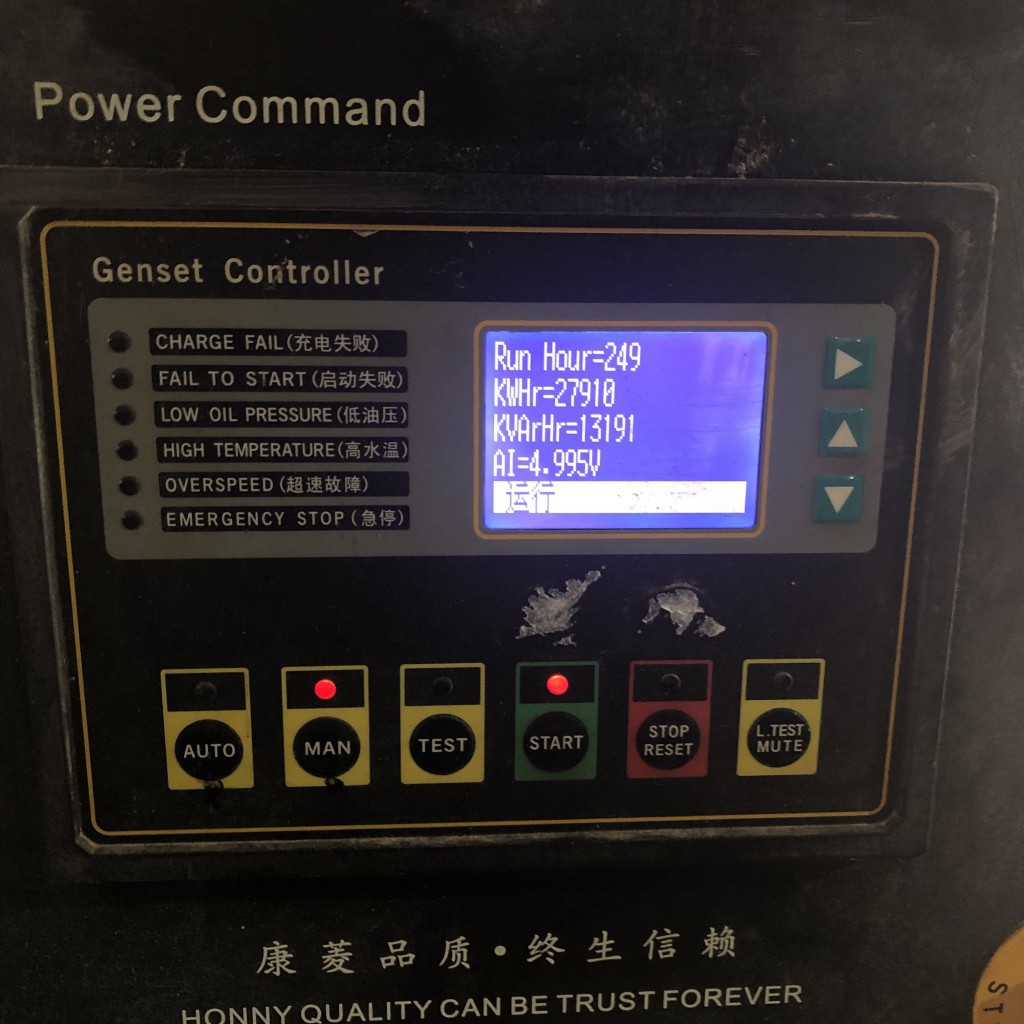 Power Command
Genset Controller
CHARGE FAIL(充电失败)
FAIL TO START(启动失败)
LOW OIL PRESSURE(低油压)
HIGH TEMPERATURE(高水温)
OVERSPEED(超速故障)
EMERGENCY STOP(急停)
Run Hour=249
KWHr=27910
KVArHr=13191
AI=4.995V
运行
AUTO
MAN
TEST
START
STOP
RESET
L.TEST
MUTE
康菱品质·终生信赖
HONNY QUALITY CAN BE TRUST FOREVER
ST